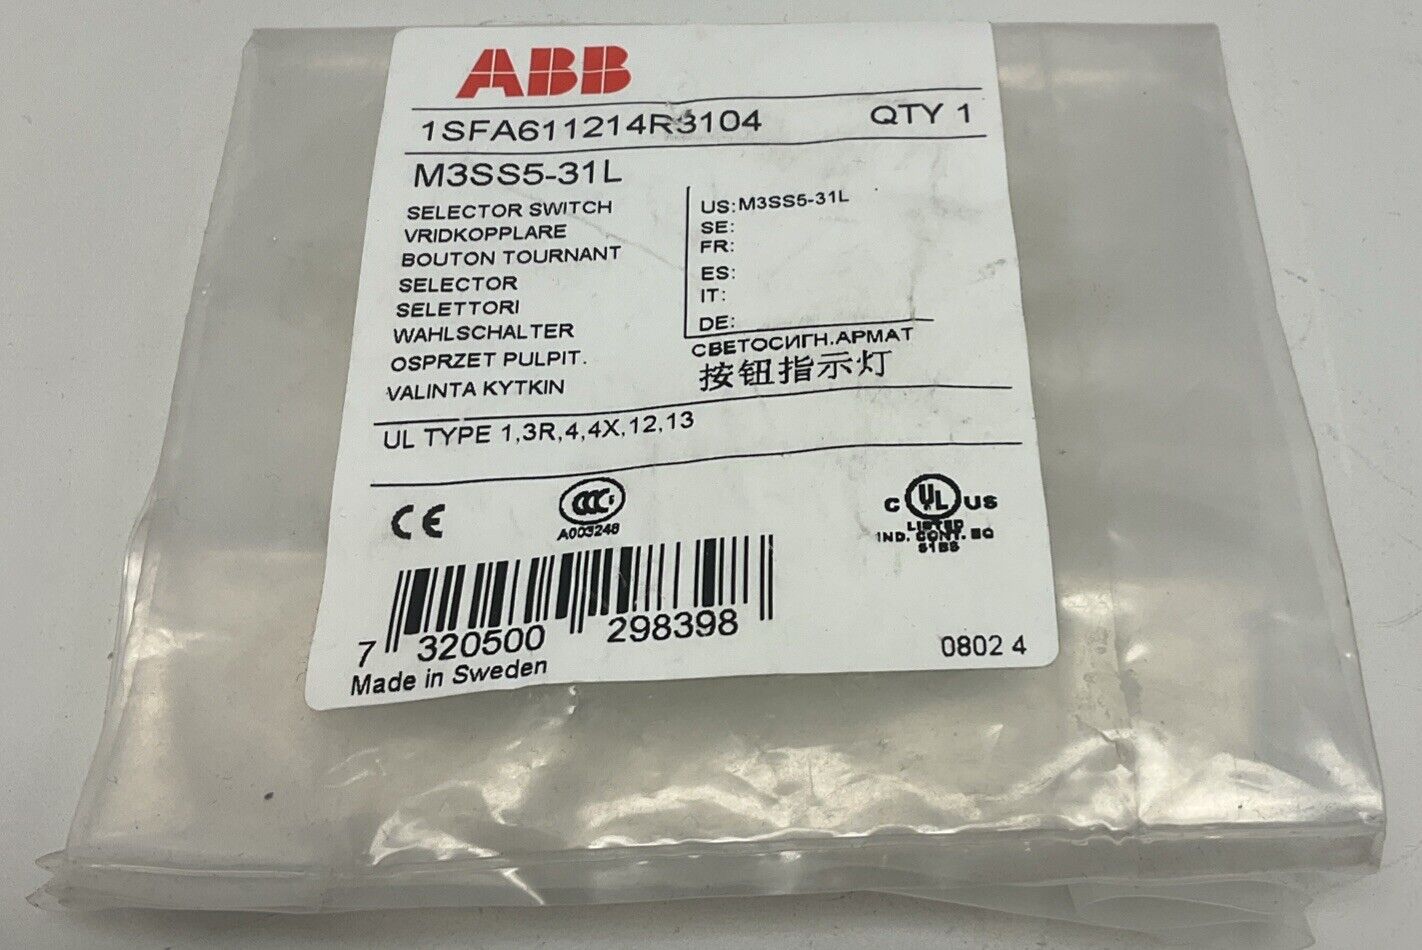 ABB
1SFA611214R3104 QTY 1
M3SS5-31L
SELECTOR SWITCH
VRIDKOPPLARE
BOUTON TOURNANT
SELECTOR
SELETTORI
WAHLSCHALTER
OSPRZET PULPIT.
VALINTA KYTKIN
US:M3SS5-31L
SE:
FR:
ES:
IT:
DE:
СВЕТОСИГН.АРМАТ
按钮指示灯
UL TYPE 1,3R,4,4X,12,13
CE
CCC
A003248
C UL US
LISTED
IND. CONT. EQ
51BS
7 320500 298398
Made in Sweden
0802 4